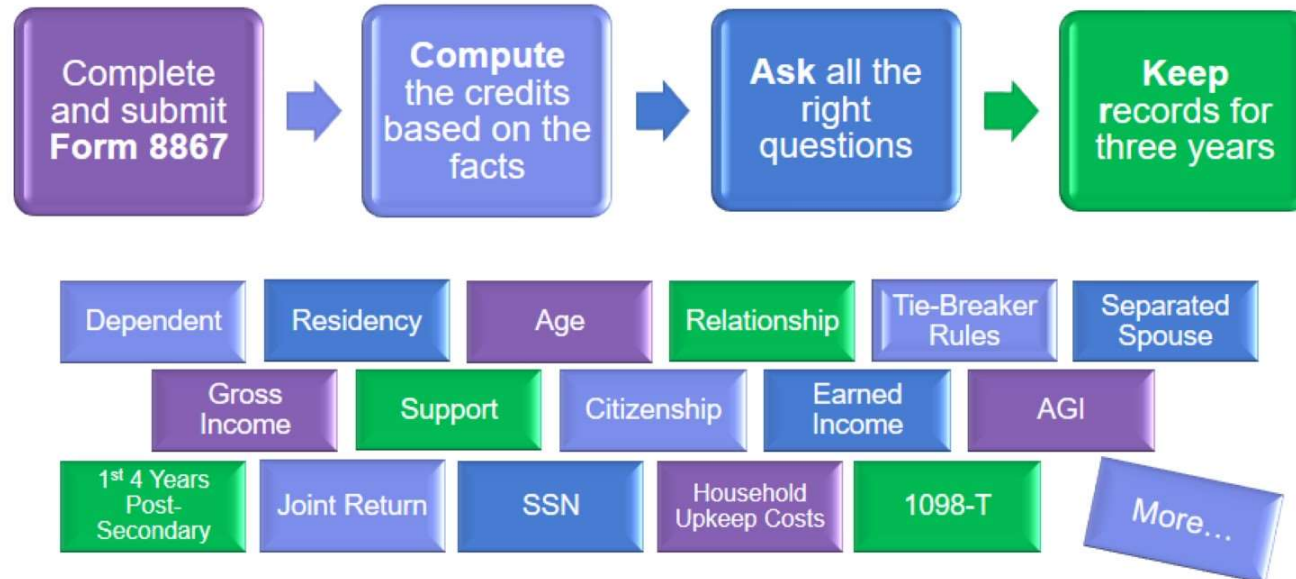 Complete
and submit
Form 8867
Compute
the credits
based on the
facts
Ask all the
right
questions
Keep
records for
three years
Dependent
Residency
Age
Relationship
Tie-Breaker
Rules
Separated
Spouse
Gross
Income
Support
Citizenship
Earned
Income
AGI
1st 4 Years
Post-
Secondary
Joint Return
SSN
Household
Upkeep Costs
1098-T
More...